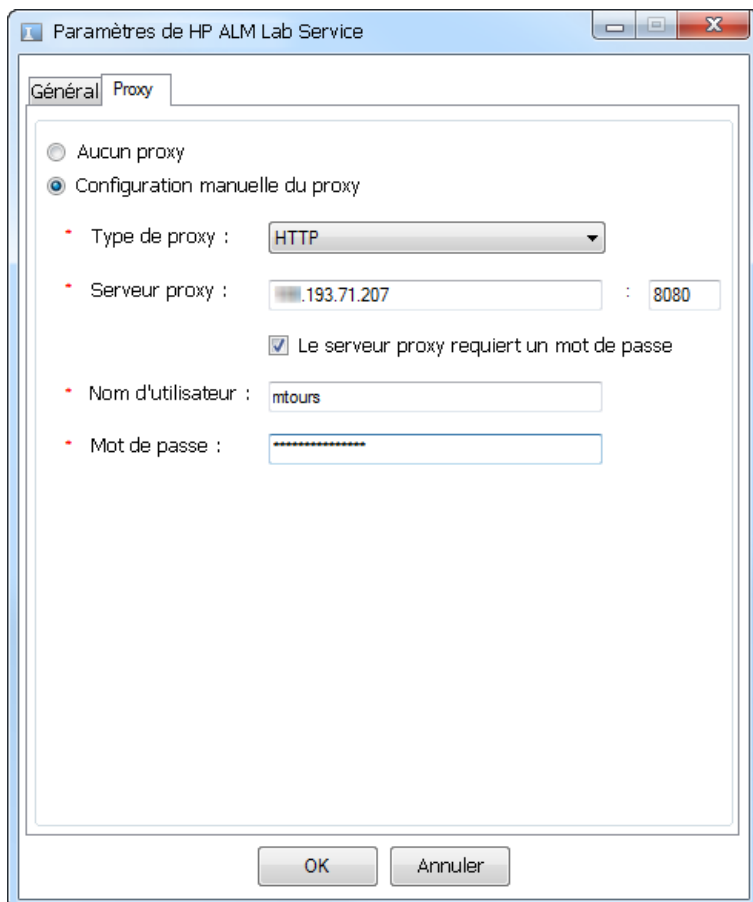 Paramètres de HP ALM Lab Service
Général Proxy
Aucun proxy
Configuration manuelle du proxy
* Type de proxy : HTTP
* Serveur proxy : .193.71.207 : 8080
Le serveur proxy requiert un mot de passe
* Nom d'utilisateur : mtours
* Mot de passe : ***************
OK Annuler